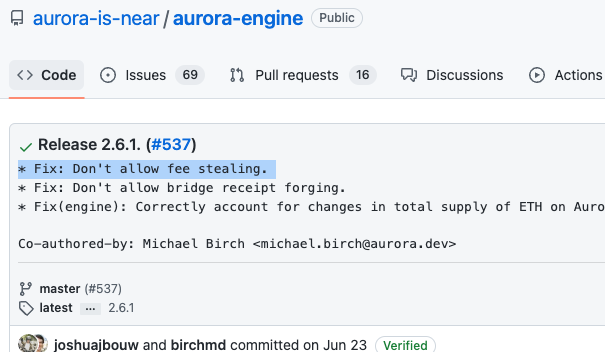 aurora-is-near / aurora-engine Public
Code Issues 69 Pull requests 16 Discussions Actions
Release 2.6.1. (#537)
* Fix: Don't allow fee stealing.
* Fix: Don't allow bridge receipt forging.
* Fix(engine): Correctly account for changes in total supply of ETH on Auro
Co-authored-by: Michael Birch <michael.birch@aurora.dev>
master (#537)
latest ... 2.6.1
joshuajbouw and birchmd committed on Jun 23 Verified